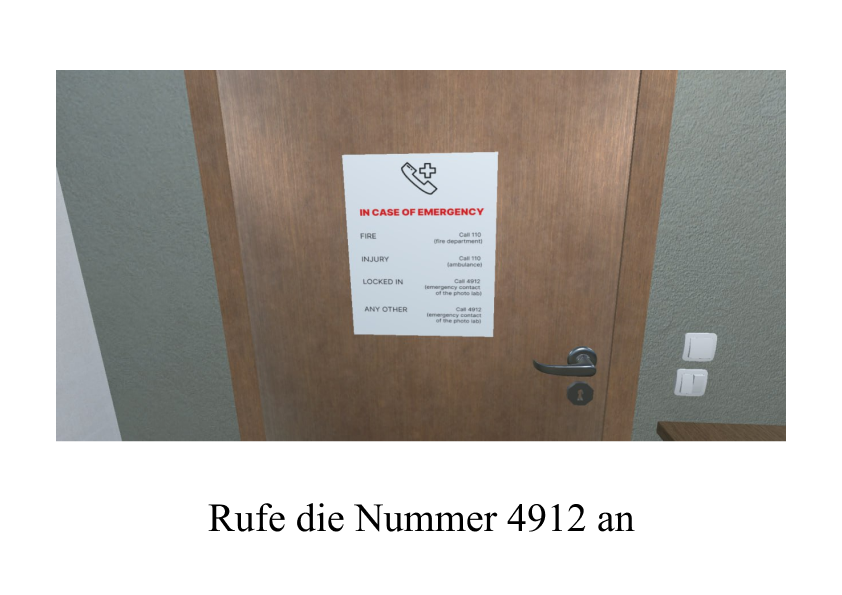 IN CASE OF EMERGENCY
FIRE
Call 110
(fire department)
INJURY
Call 110
(ambulance)
LOCKED IN
Call 4912
(emergency contact
of the photo lab)
ANY OTHER
Call 4912
(emergency contact
of the photo lab)
Rufe die Nummer 4912 an